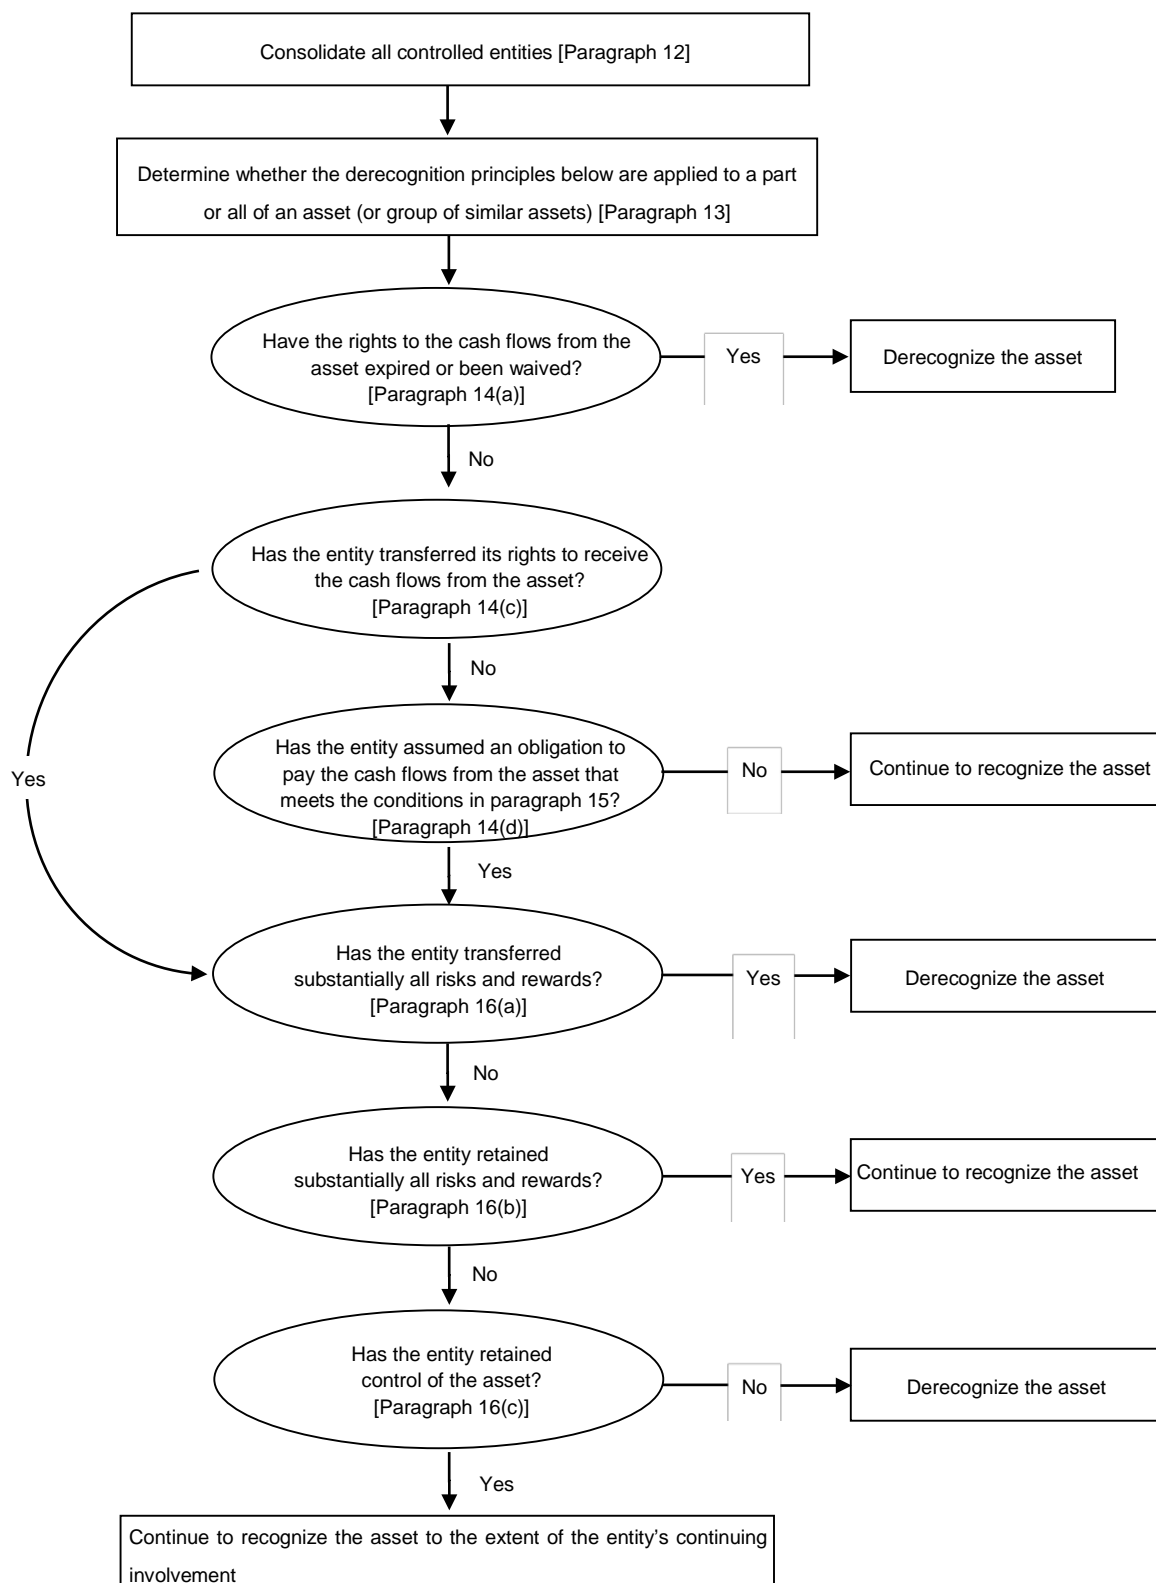 Consolidate all controlled entities [Paragraph 12]
Determine whether the derecognition principles below are applied to a part
or all of an asset (or group of similar assets) [Paragraph 13]
Have the rights to the cash flows from the
asset expired or been waived?
[Paragraph 14(a)]
Yes
Derecognize the asset
No
Has the entity transferred its rights to receive
the cash flows from the asset?
[Paragraph 14(c)]
No
Yes
Has the entity assumed an obligation to
pay the cash flows from the asset that
meets the conditions in paragraph 15?
[Paragraph 14(d)]
No
Continue to recognize the asset
Yes
Has the entity transferred
substantially all risks and rewards?
[Paragraph 16(a)]
Yes
Derecognize the asset
No
Has the entity retained
substantially all risks and rewards?
[Paragraph 16(b)]
Yes
Continue to recognize the asset
No
Has the entity retained
control of the asset?
[Paragraph 16(c)]
No
Derecognize the asset
Yes
Continue to recognize the asset to the extent of the entity’s continuing
involvement